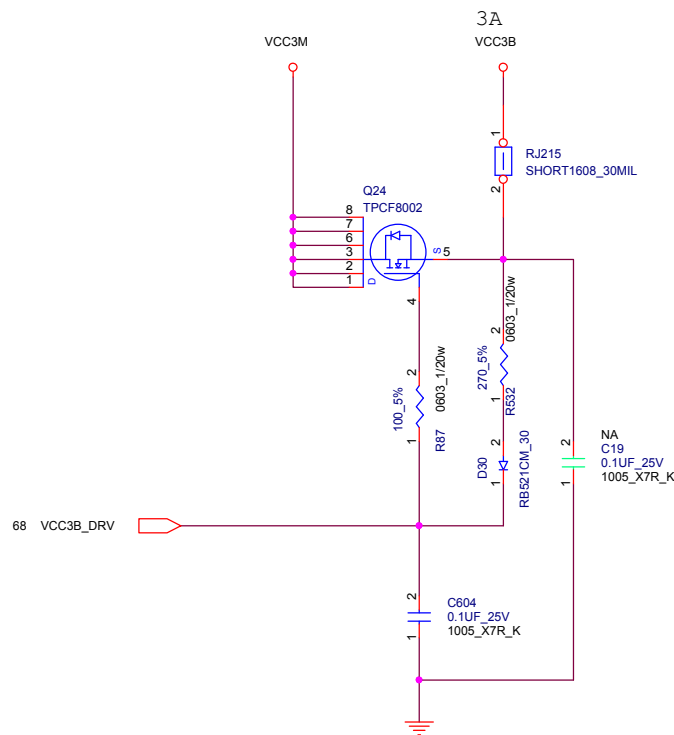 3A
VCC3M
VCC3B
1
RJ215
SHORT1608_30MIL
2
Q24
TPCF8002
8
7
6
3
2
1
D
S
5
4
2
100_5%
0603_1/20w
1
R87
0603_1/20w
2
270_5%
1
R532
2
D30
1
RB521CM_30
NA
2
C19
0.1UF_25V
1
1005_X7R_K
68 VCC3B_DRV
2
C604
0.1UF_25V
1
1005_X7R_K